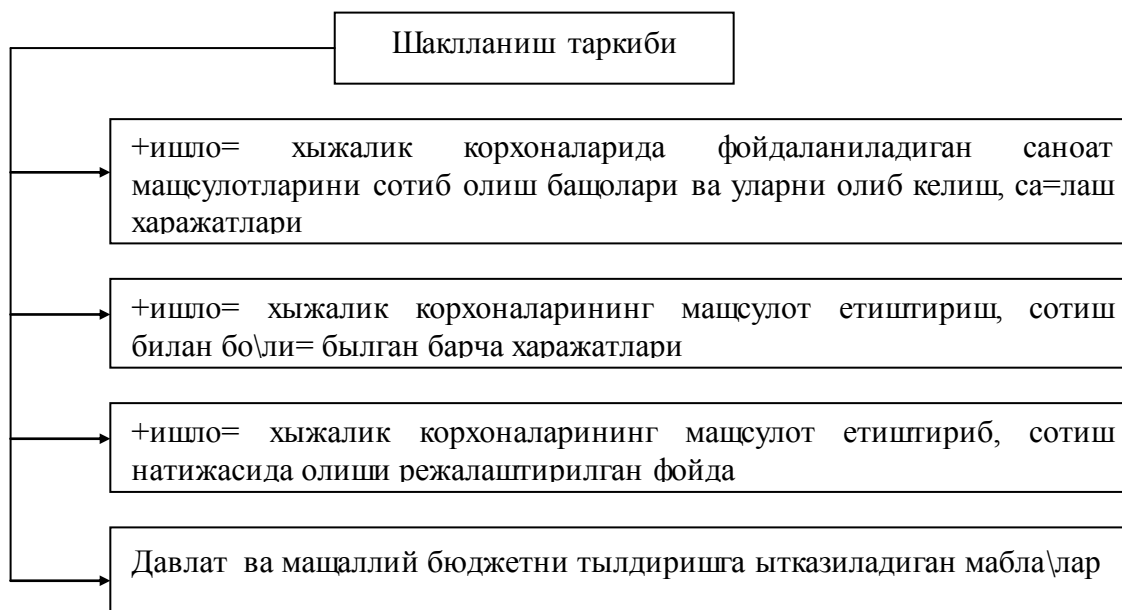 Шаклланиш таркиби
+ишло= хыжалик корхоналарида фойдаланиладиган саноат
мащсулотларини сотиб олиш бащолари ва уларни олиб келиш, са=лаш
харажатлари
+ишло= хыжалик корхоналарининг мащсулот етиштириш, сотиш
билан бо\ли= былган барча харажатлари
+ишло= хыжалик корхоналарининг мащсулот етиштириб, сотиш
натижасида олиши режалаштирилган фойда
Давлат ва мащаллий бюджетни тылдиришга ытказиладиган мабла\лар